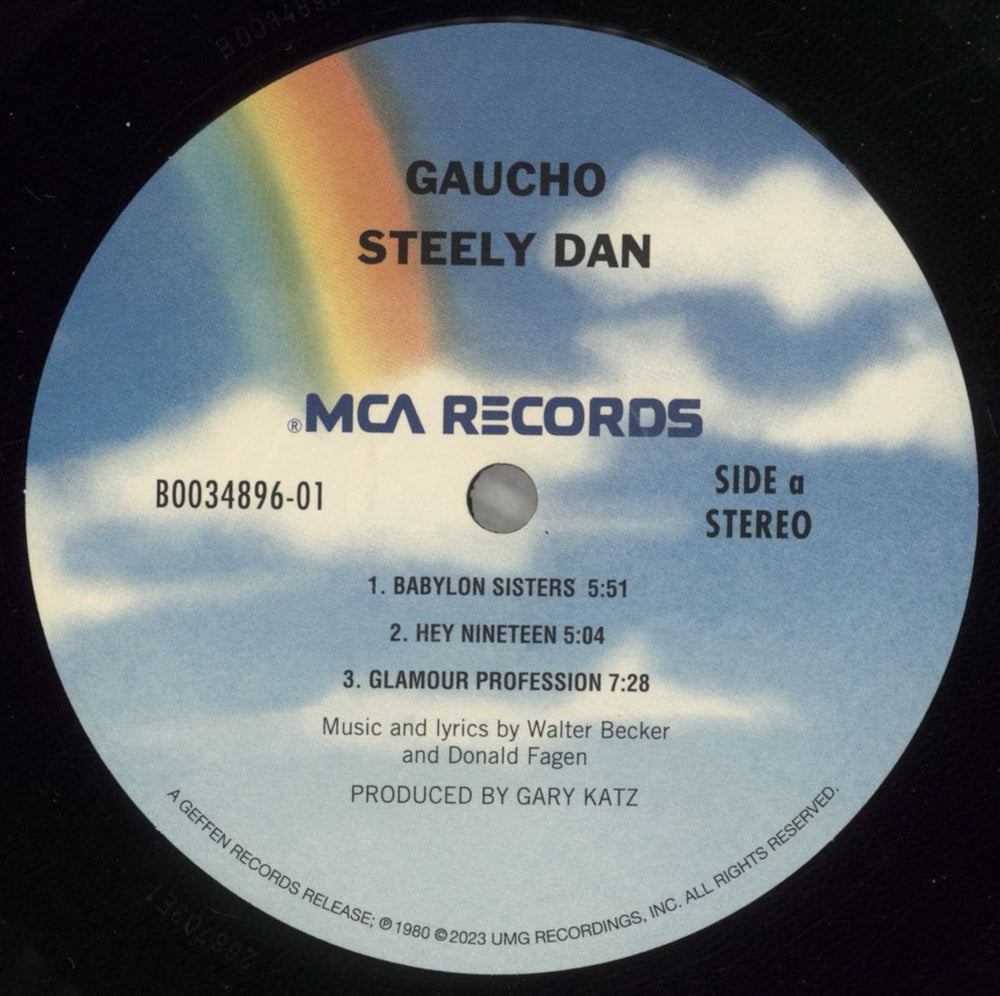 GAUCHO
STEELY DAN
®MCA RECORDS
B0034896-01
SIDE a
STEREO
1. BABYLON SISTERS 5:51
2. HEY NINETEEN 5:04
3. GLAMOUR PROFESSION 7:28
Music and lyrics by Walter Becker
and Donald Fagen
PRODUCED BY GARY KATZ
A GEFFEN RECORDS RELEASE; ℗1980 ©2023 UMG RECORDINGS, INC. ALL RIGHTS RESERVED.